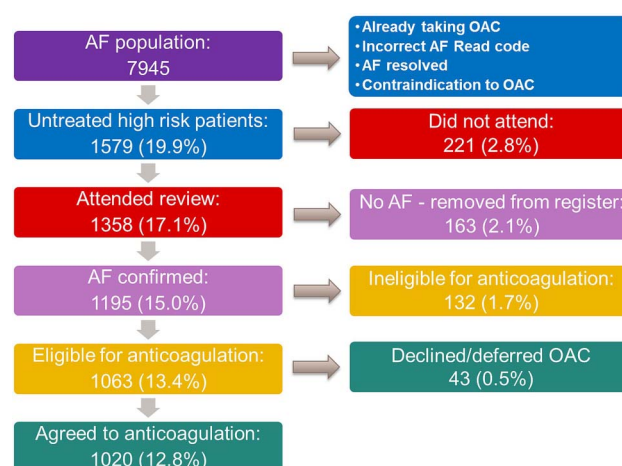 AF population:
7945
• Already taking OAC
• Incorrect AF Read code
• AF resolved
• Contraindication to OAC
Untreated high risk patients:
1579 (19.9%)
Did not attend:
221 (2.8%)
Attended review:
1358 (17.1%)
No AF - removed from register:
163 (2.1%)
AF confirmed:
1195 (15.0%)
Ineligible for anticoagulation:
132 (1.7%)
Eligible for anticoagulation:
1063 (13.4%)
Declined/deferred OAC
43 (0.5%)
Agreed to anticoagulation:
1020 (12.8%)